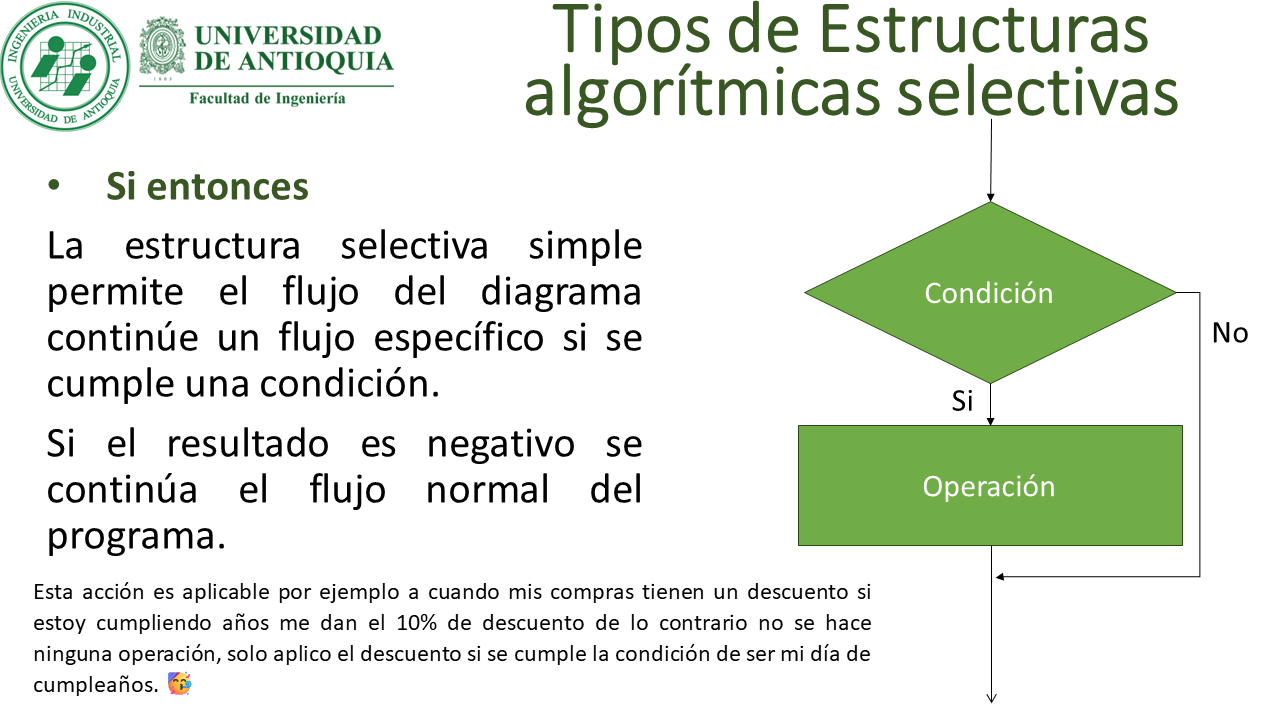 INGENIERIA INDUSTRIAL
UNIVERSIDAD DE ANTIOQUIA
UNIVERSIDAD
DE ANTIOQUIA
1803
Facultad de Ingeniería
Tipos de Estructuras
algorítmicas selectivas
• Si entonces
La estructura selectiva simple
permite el flujo del diagrama
continúe un flujo específico si se
cumple una condición.
Si el resultado es negativo se
continúa el flujo normal del
programa.
Esta acción es aplicable por ejemplo a cuando mis compras tienen un descuento si
estoy cumpliendo años me dan el 10% de descuento de lo contrario no se hace
ninguna operación, solo aplico el descuento si se cumple la condición de ser mi día de
cumpleaños. 🥳
Condición
No
Si
Operación